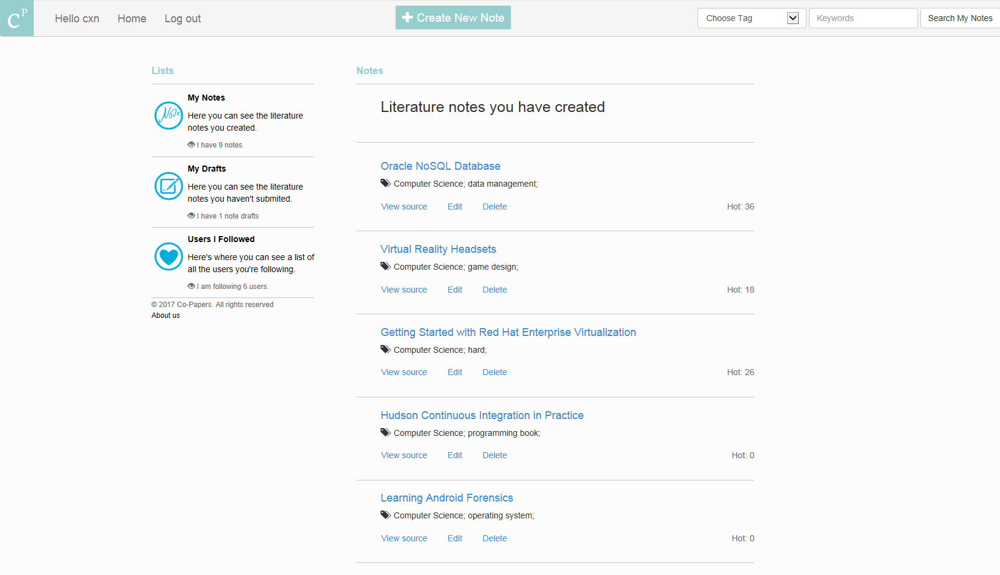 CP
Hello cxn
Home
Log out
Create New Note
Choose Tag
Keywords
Search My Notes
Lists
My Notes
Note
Here you can see the literature
notes you created.
I have 9 notes.
My Drafts
Here you can see the literature
notes you haven't submited.
I have 1 note drafts
Users I Followed
Here's where you can see a list of
all the users you're following.
I am following 6 users.
© 2017 Co-Papers. All rights reserved
About us
Notes
Literature notes you have created
Oracle NoSQL Database
Computer Science; data management;
View source Edit Delete Hot: 36
Virtual Reality Headsets
Computer Science; game design;
View source Edit Delete Hot: 18
Getting Started with Red Hat Enterprise Virtualization
Computer Science; hard;
View source Edit Delete Hot: 26
Hudson Continuous Integration in Practice
Computer Science; programming book;
View source Edit Delete Hot: 0
Learning Android Forensics
Computer Science; operating system;
View source Edit Delete Hot: 0